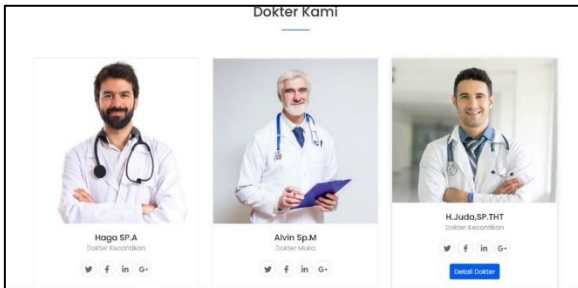 Dokter Kami
Haga SP.A
Dokter Kecantikan
Alvin Sp.M
Dokter Muka
H.Juda,SP.THT
Dokter Kecantikan
Detail Dokter